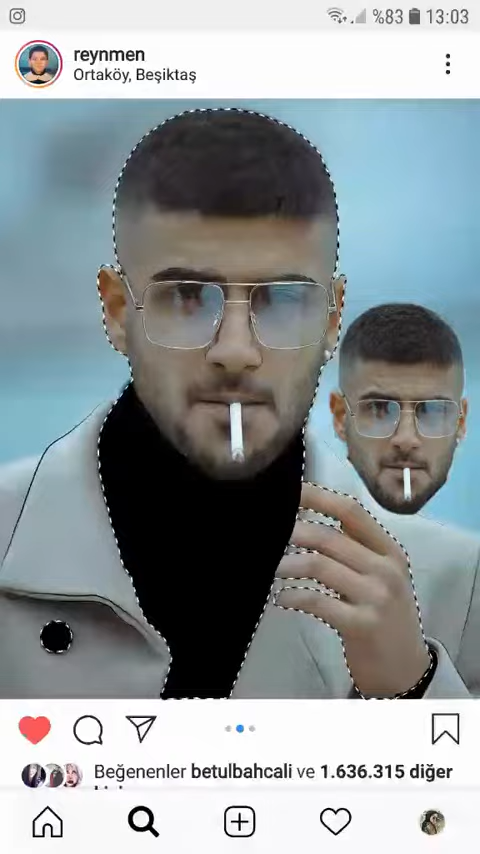 %83 13:03
reynmen
Ortaköy, Beşiktaş
Beğenenler betulbahcali ve 1.636.315 diğer